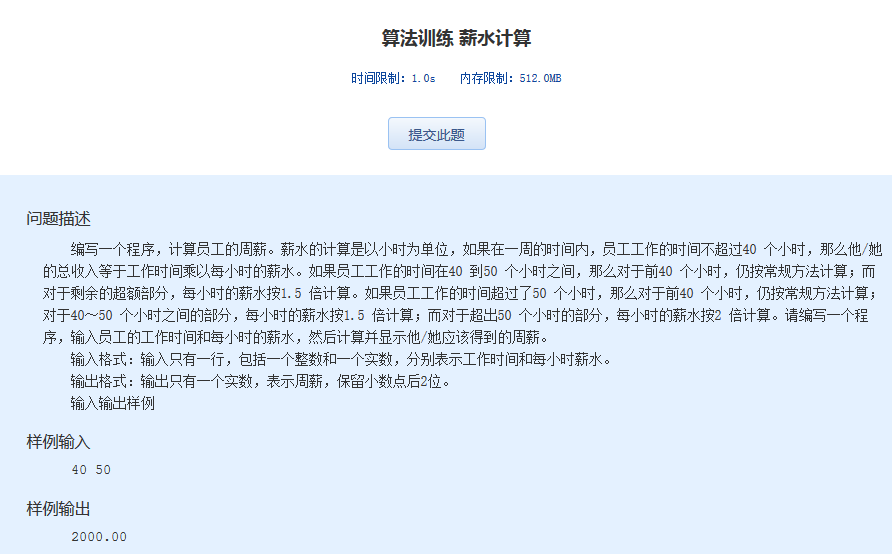 算法训练 薪水计算
时间限制：1.0s 内存限制：512.0MB
提交此题
问题描述
编写一个程序，计算员工的周薪。薪水的计算是以小时为单位，如果在一周的时间内，员工工作的时间不超过40 个小时，那么他/她
的总收入等于工作时间乘以每小时的薪水。如果员工工作的时间在40 到50 个小时之间，那么对于前40 个小时，仍按常规方法计算；而
对于剩余的超额部分，每小时的薪水按1.5 倍计算。如果员工工作的时间超过了50 个小时，那么对于前40 个小时，仍按常规方法计算；
对于40～50 个小时之间的部分，每小时的薪水按1.5 倍计算；而对于超出50 个小时的部分，每小时的薪水按2 倍计算。请编写一个程
序，输入员工的工作时间和每小时的薪水，然后计算并显示他/她应该得到的周薪。
输入格式：输入只有一行，包括一个整数和一个实数，分别表示工作时间和每小时薪水。
输出格式：输出只有一个实数，表示周薪，保留小数点后2位。
输入输出样例
样例输入
40 50
样例输出
2000.00